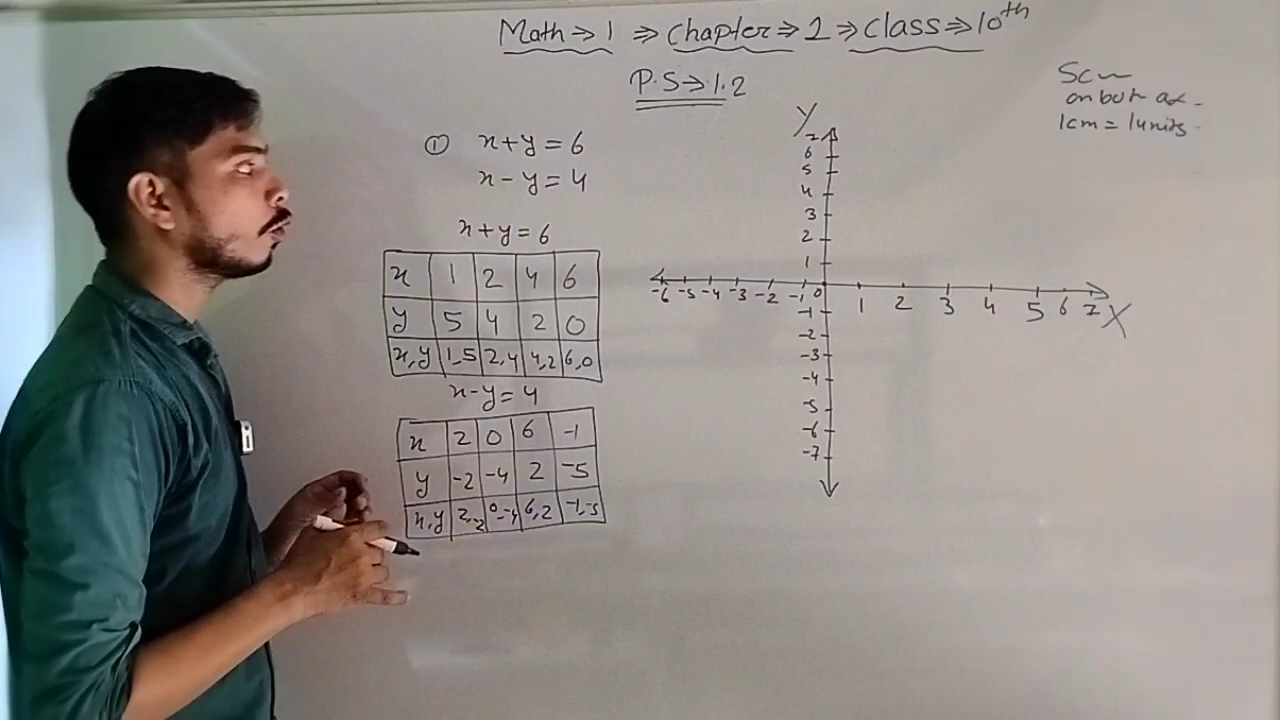 Math → 1 ⇒ Chapter ⇒ 1 ⇒ Class ⇒ 10th
P.S → 1.2
① x+y = 6
x-y = 4
x+y = 6
x 1 2 4 6
y 5 4 2 0
x,y 1,5 2,4 4,2 6,0
x-y = 4
x 2 0 6 -1
y -2 -4 2 -5
x,y 2,-2 0,-4 6,2 -1,-5
Y
7
6
5
4
3
2
1
-6 -5 -4 -3 -2 -1 0 1 2 3 4 5 6 7 X
-1
-2
-3
-4
-5
-6
-7
on both
1cm = 1units